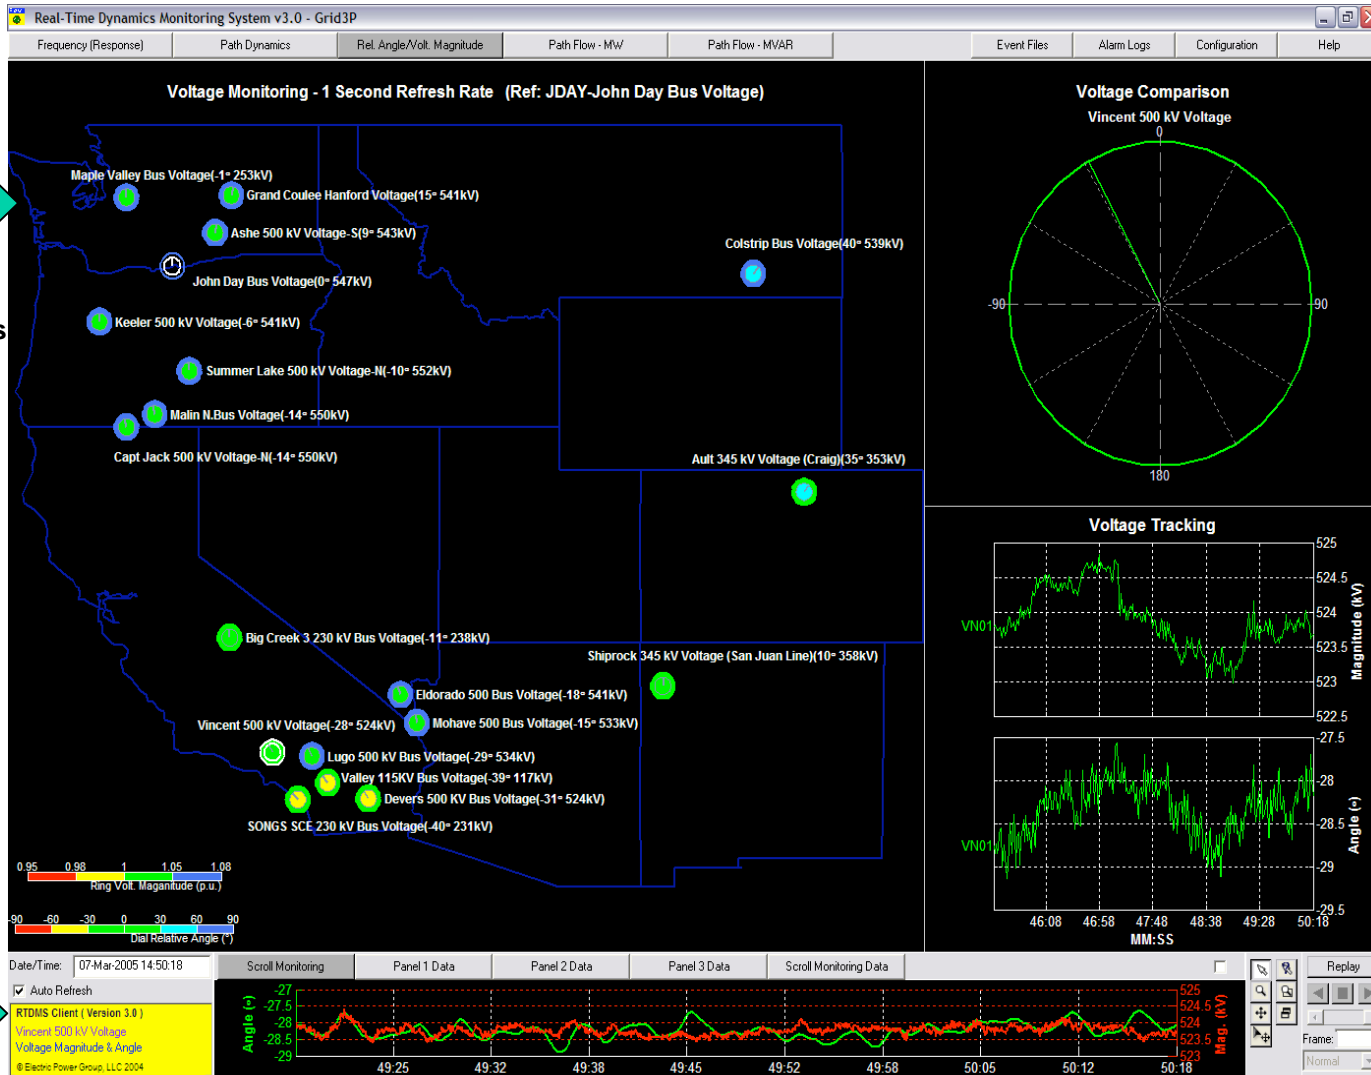 Real-Time Dynamics Monitoring System v3.0 - Grid3P
Frequency (Response)
Path Dynamics
Rel. Angle/Volt. Magnitude
Path Flow - MW
Path Flow - MVAR
Event Files
Alarm Logs
Configuration
Help
Voltage Monitoring - 1 Second Refresh Rate (Ref: JDAY-John Day Bus Voltage)
Maple Valley Bus Voltage(-1° 253kV)
Grand Coulee Hanford Voltage(15° 541kV)
Ashe 500 kV Voltage-S(9° 543kV)
Colstrip Bus Voltage(40° 539kV)
John Day Bus Voltage(0° 547kV)
s
Keeler 500 kV Voltage(-6° 541kV)
Summer Lake 500 kV Voltage-N(-10° 552kV)
Malin N.Bus Voltage(-14° 550kV)
Capt Jack 500 kV Voltage-N(-14° 550kV)
Ault 345 kV Voltage (Craig)(35° 353kV)
Big Creek 3 230 kV Bus Voltage(-11° 238kV)
Shiprock 345 kV Voltage (San Juan Line)(10° 358kV)
Eldorado 500 Bus Voltage(-18° 541kV)
Vincent 500 kV Voltage(-28° 524kV)
Mohave 500 Bus Voltage(-15° 533kV)
Lugo 500 kV Bus Voltage(-29° 534kV)
Valley 115KV Bus Voltage(-39° 117kV)
Devers 500 KV Bus Voltage(-31° 524kV)
SONGS SCE 230 kV Bus Voltage(-40° 231kV)
0.95 0.98 1 1.05 1.08
Ring Volt. Maganitude (p.u.)
-90 -60 -30 0 30 60 90
Dial Relative Angle (°)
Voltage Comparison
Vincent 500 kV Voltage
0
-90
90
180
Voltage Tracking
525
524.5
524
523.5
523
522.5
VN01
Magnitude (kV)
-27.5
-28
-28.5
-29
-29.5
VN01
Angle (°)
46:08 46:58 47:48 48:38 49:28 50:18
MM:SS
Date/Time: 07-Mar-2005 14:50:18
Auto Refresh
RTDMS Client ( Version 3.0 )
Vincent 500 kV Voltage
Voltage Magnitude & Angle
© Electric Power Group, LLC 2004
Scroll Monitoring
Panel 1 Data
Panel 2 Data
Panel 3 Data
Scroll Monitoring Data
Angle (°)
-27
-27.5
-28
-28.5
-29
525
524.5
524
523.5
523
Mag. (kV)
49:25 49:32 49:38 49:45 49:52 49:58 50:05 50:12 50:18
Replay
Frame:
Normal